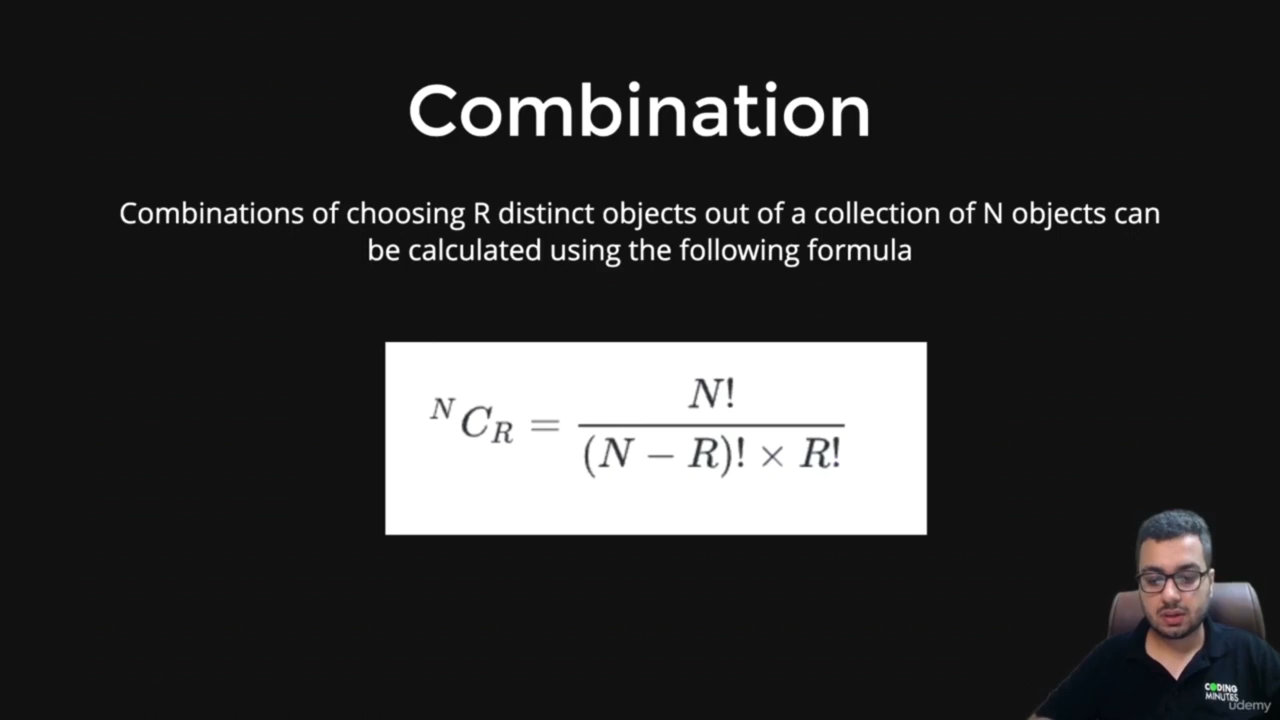 Combination
Combinations of choosing R distinct objects out of a collection of N objects can
be calculated using the following formula
^N C_R = N! / ((N − R)! × R!)
CODING
MINUTES
udemy